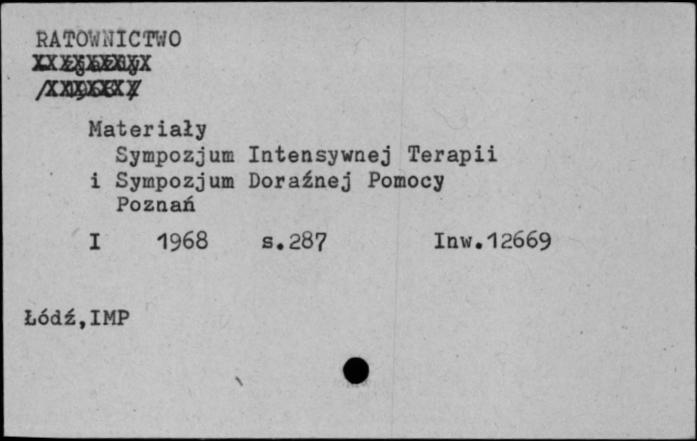 RATOWNICTWO
Materiały
Sympozjum Intensywnej Terapii
i Sympozjum Doraźnej Pomocy
Poznań
I 1968 s.287 Inw.12669
Łódź,IMP